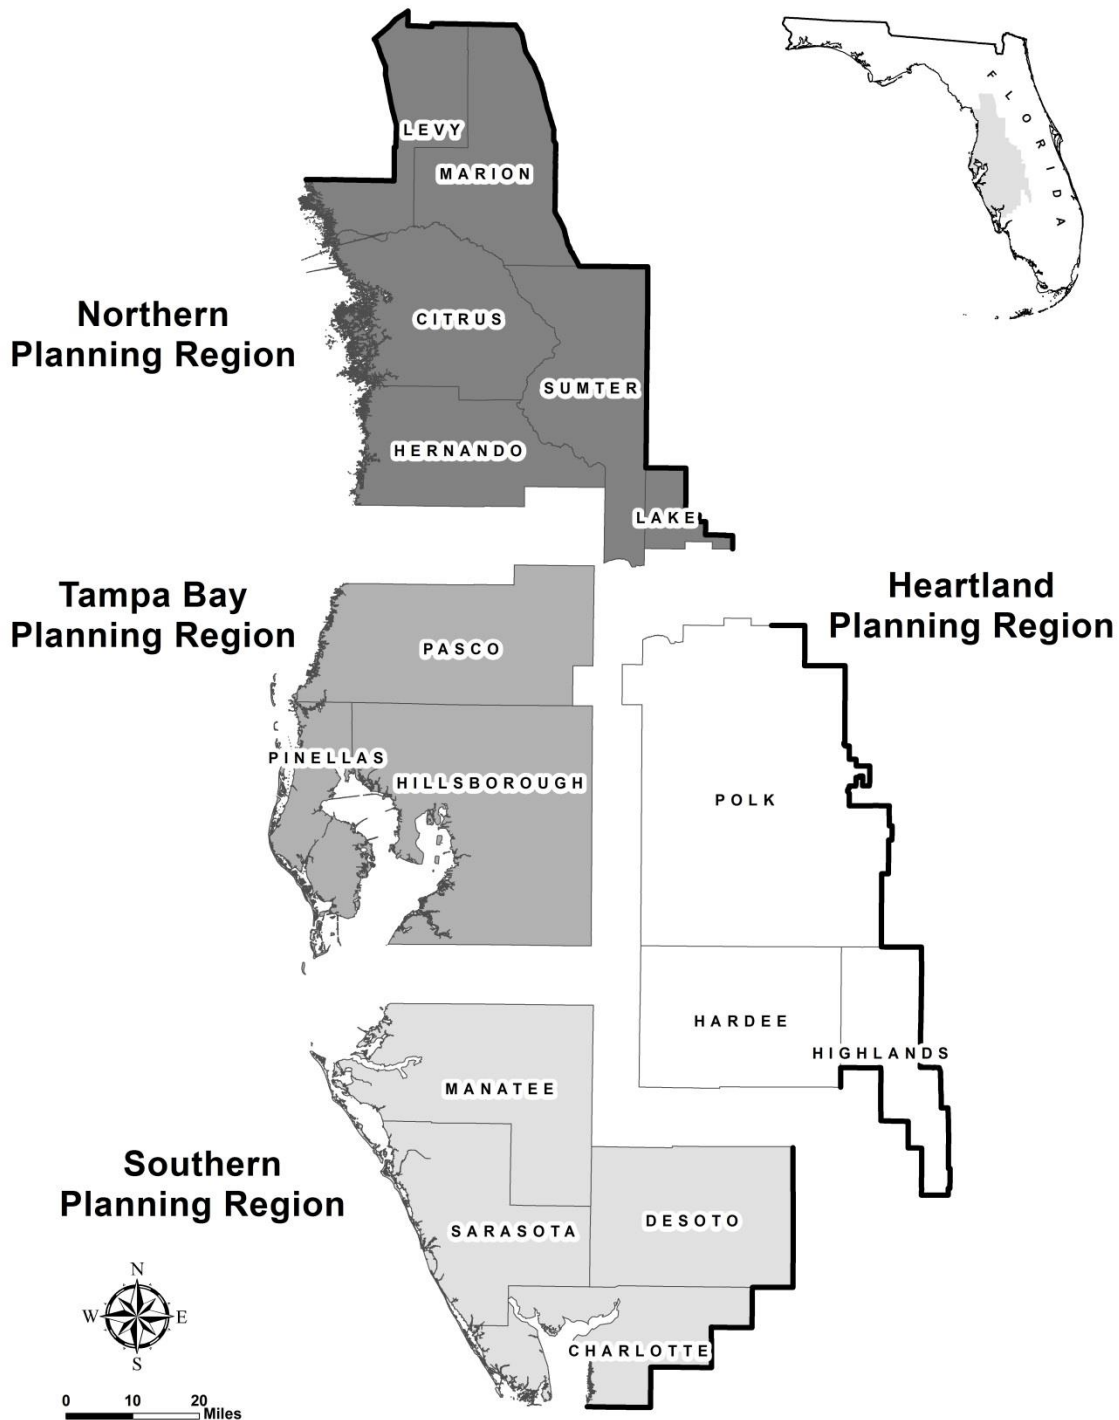 FLORIDA
LEVY
MARION
Northern
Planning Region
CITRUS
SUMTER
HERNANDO
LAKE
Tampa Bay
Planning Region
Heartland
Planning Region
PASCO
PINELLAS
HILLSBOROUGH
POLK
HARDEE
HIGHLANDS
MANATEE
Southern
Planning Region
SARASOTA
DESOTO
CHARLOTTE
N
W E
S
0 10 20
Miles